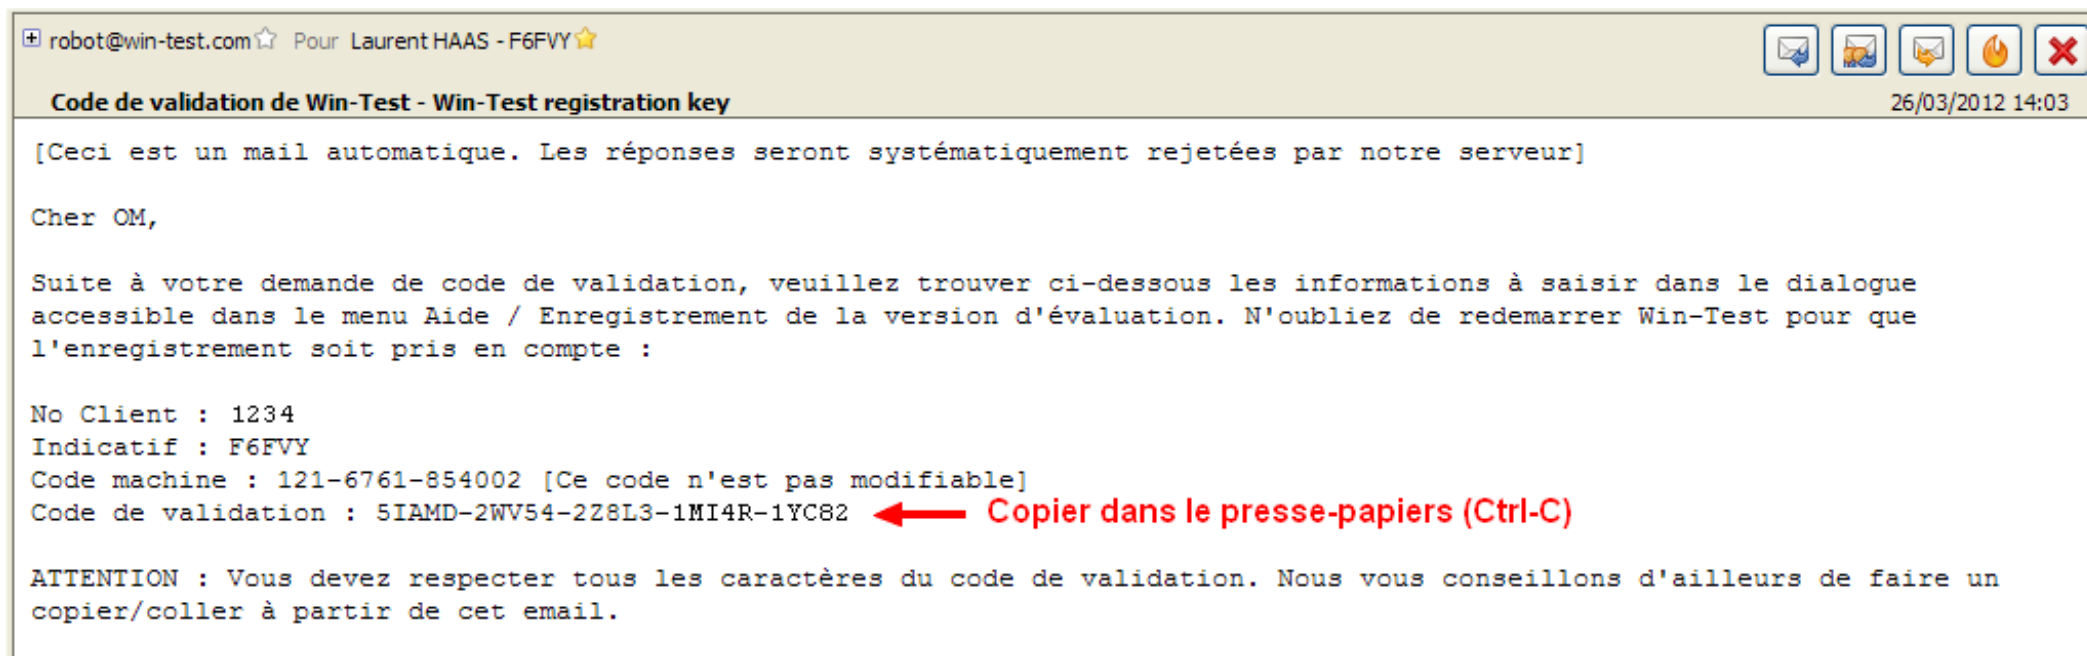 robot@win-test.com Pour Laurent HAAS - F6FVY
Code de validation de Win-Test - Win-Test registration key 26/03/2012 14:03
[Ceci est un mail automatique. Les réponses seront systématiquement rejetées par notre serveur]
Cher OM,
Suite à votre demande de code de validation, veuillez trouver ci-dessous les informations à saisir dans le dialogue
accessible dans le menu Aide / Enregistrement de la version d'évaluation. N'oubliez de redemarrer Win-Test pour que
l'enregistrement soit pris en compte :
No Client : 1234
Indicatif : F6FVY
Code machine : 121-6761-854002 [Ce code n'est pas modifiable]
Code de validation : 5IAMD-2WV54-2Z8L3-1MI4R-1YC82 Copier dans le presse-papiers (Ctrl-C)
ATTENTION : Vous devez respecter tous les caractères du code de validation. Nous vous conseillons d'ailleurs de faire un
copier/coller à partir de cet email.